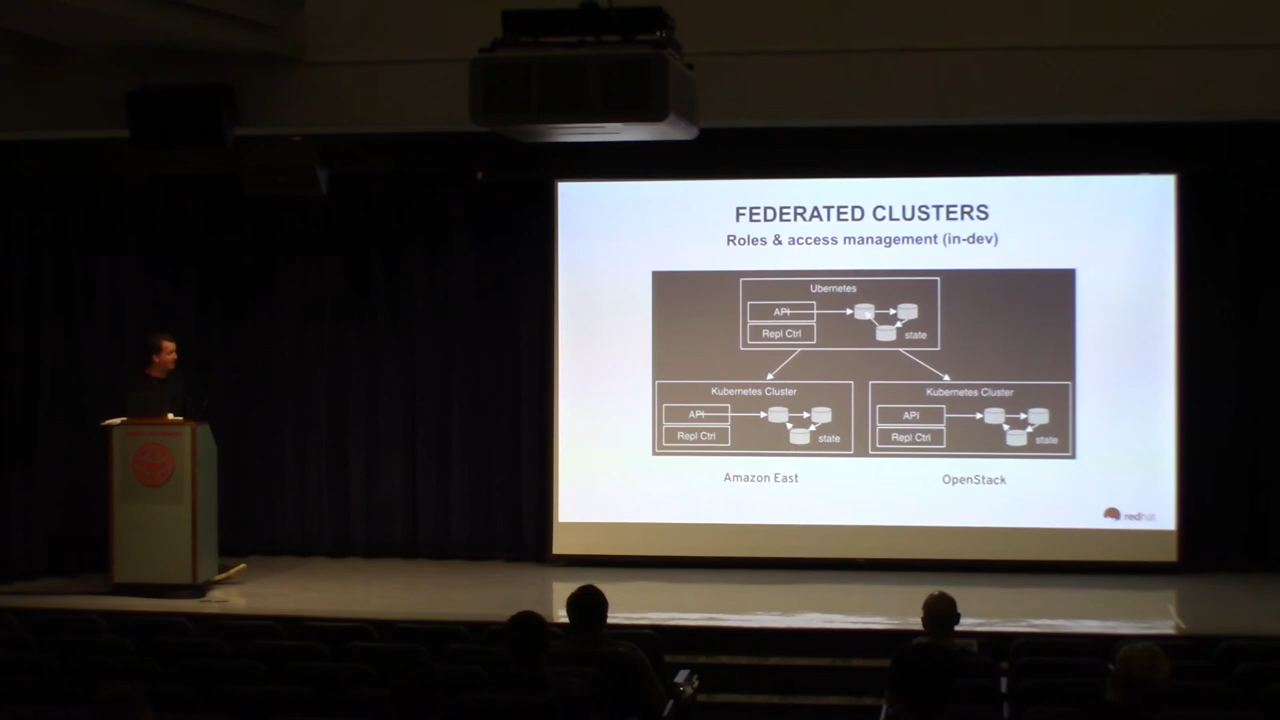 FEDERATED CLUSTERS
Roles & access management (in-dev)
Ubernetes
API
Repl Ctrl
state
Kubernetes Cluster
API
Repl Ctrl
state
Kubernetes Cluster
API
Repl Ctrl
state
Amazon East
OpenStack
redhat